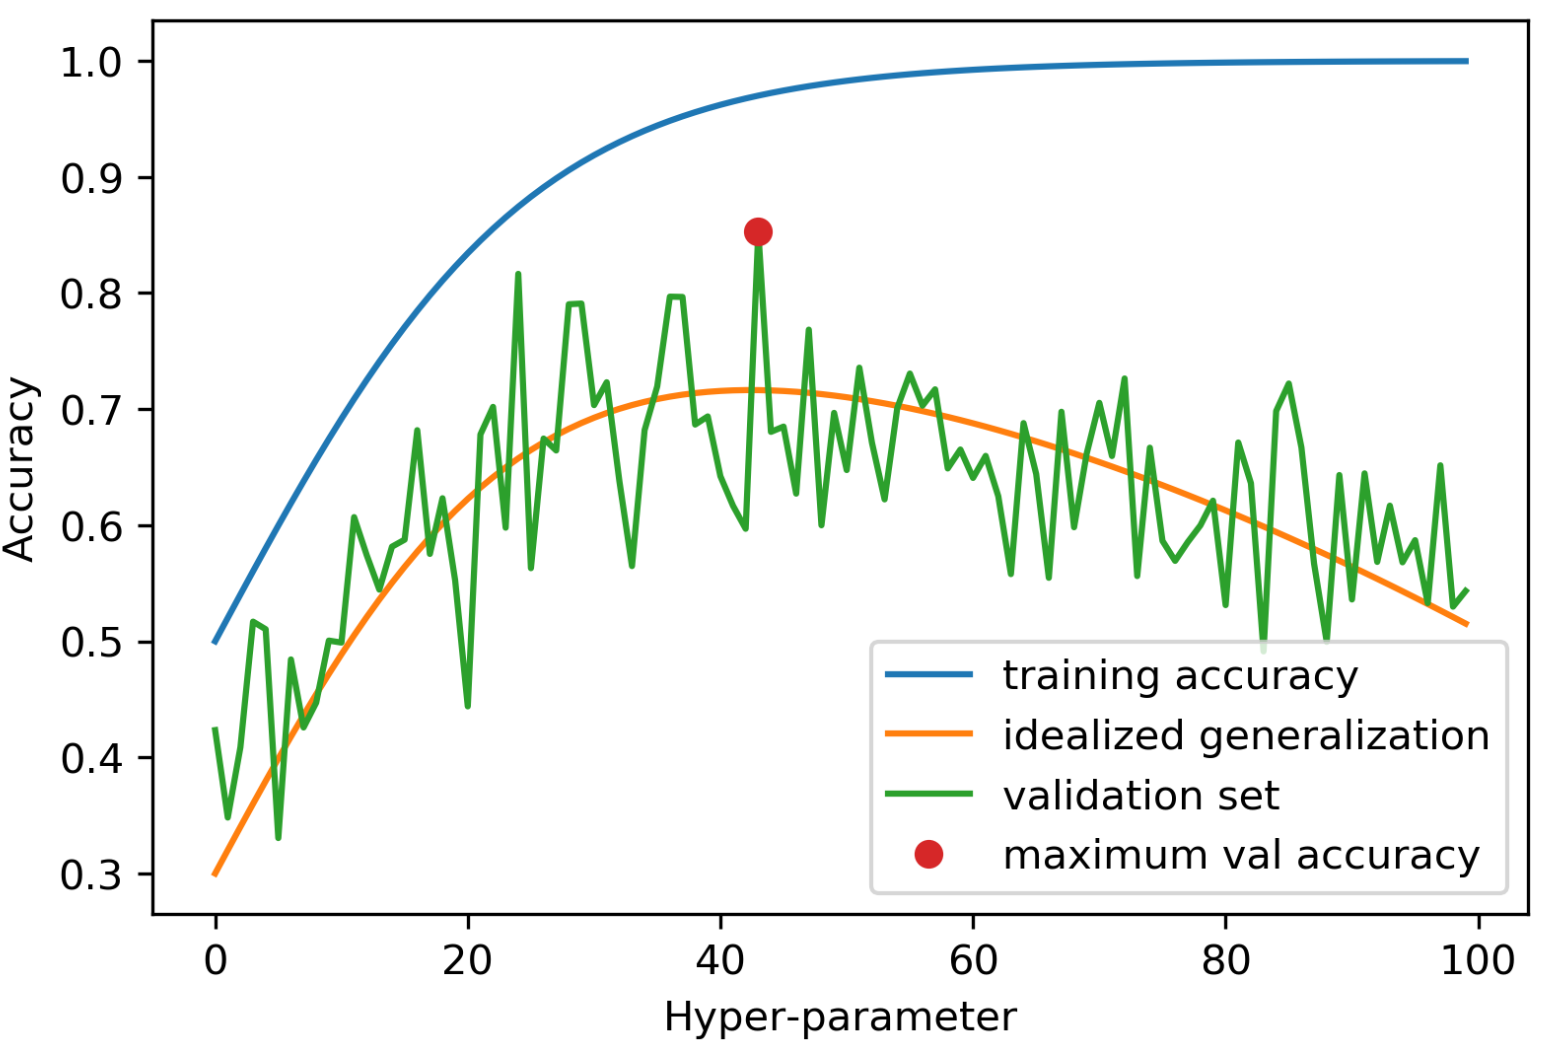 1.0
0.9
0.8
0.7
0.6
0.5
0.4
0.3
Accuracy
training accuracy
idealized generalization
validation set
maximum val accuracy
0 20 40 60 80 100
Hyper-parameter